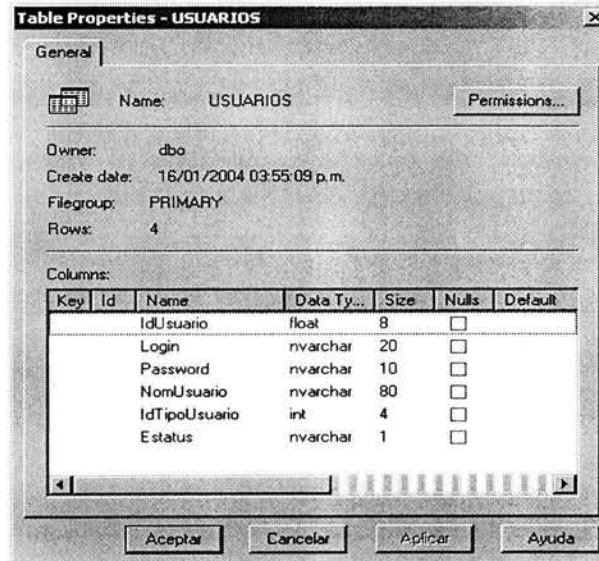 Table Properties - USUARIOS
General
Name: USUARIOS Permissions...
Owner: dbo
Create date: 16/01/2004 03:55:09 p.m.
Filegroup: PRIMARY
Rows: 4
Columns:
Key Id Name Data Ty... Size Nulls Default
IdUsuario float 8
Login nvarchar 20
Password nvarchar 10
NomUsuario nvarchar 80
IdTipoUsuario int 4
Estatus nvarchar 1
Aceptar Cancelar Aplicar Ayuda